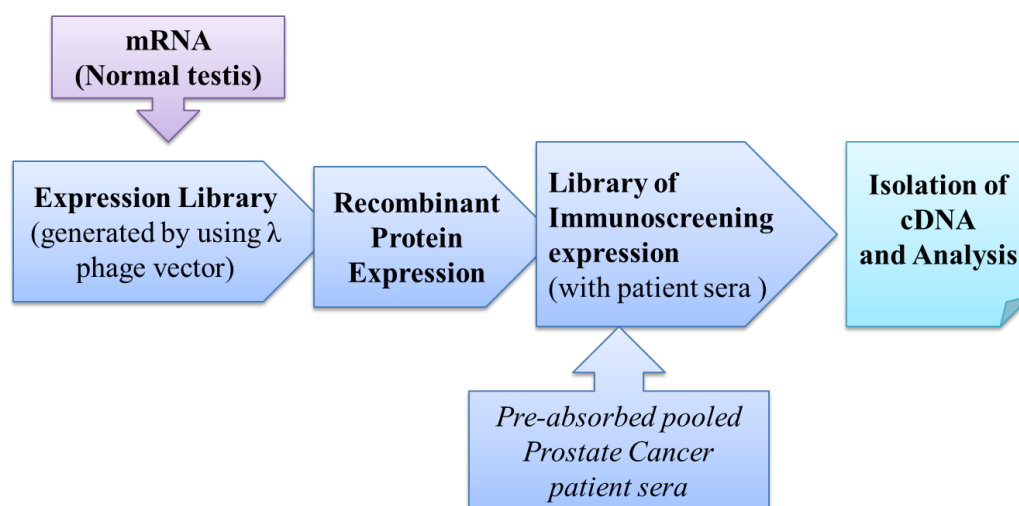 mRNA
(Normal testis)
Expression Library
(generated by using λ
phage vector)
Recombinant
Protein
Expression
Library of
Immunoscreening
expression
(with patient sera )
Isolation of
cDNA
and Analysis
Pre-absorbed pooled
Prostate Cancer
patient sera